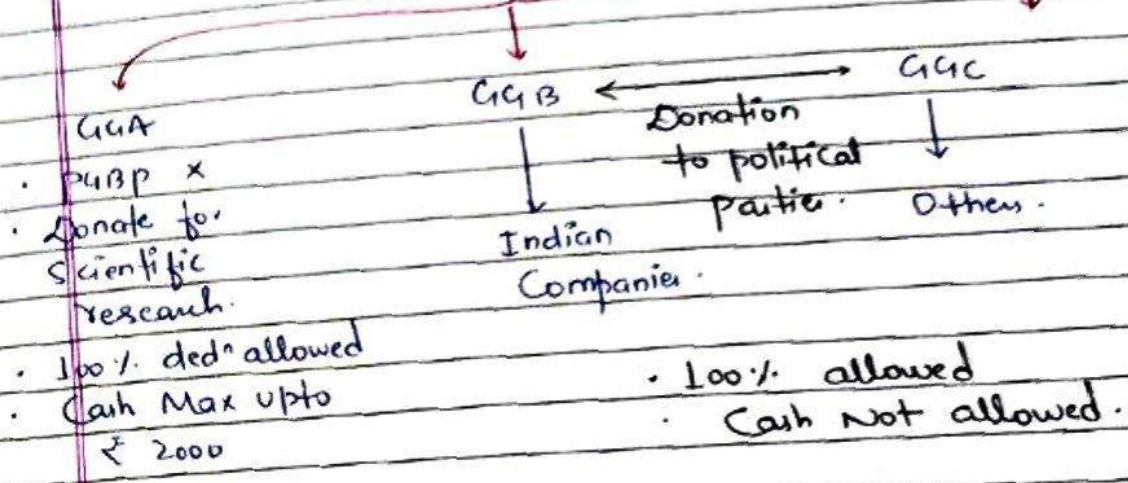 GGA
PGBP ×
Donate for
Scientific
research.
100% dedⁿ allowed
Cash Max upto
₹ 2000
GGB
Indian
Companies.
Donation
to political
parties.
GGC
Others.
100% allowed
Cash Not allowed.